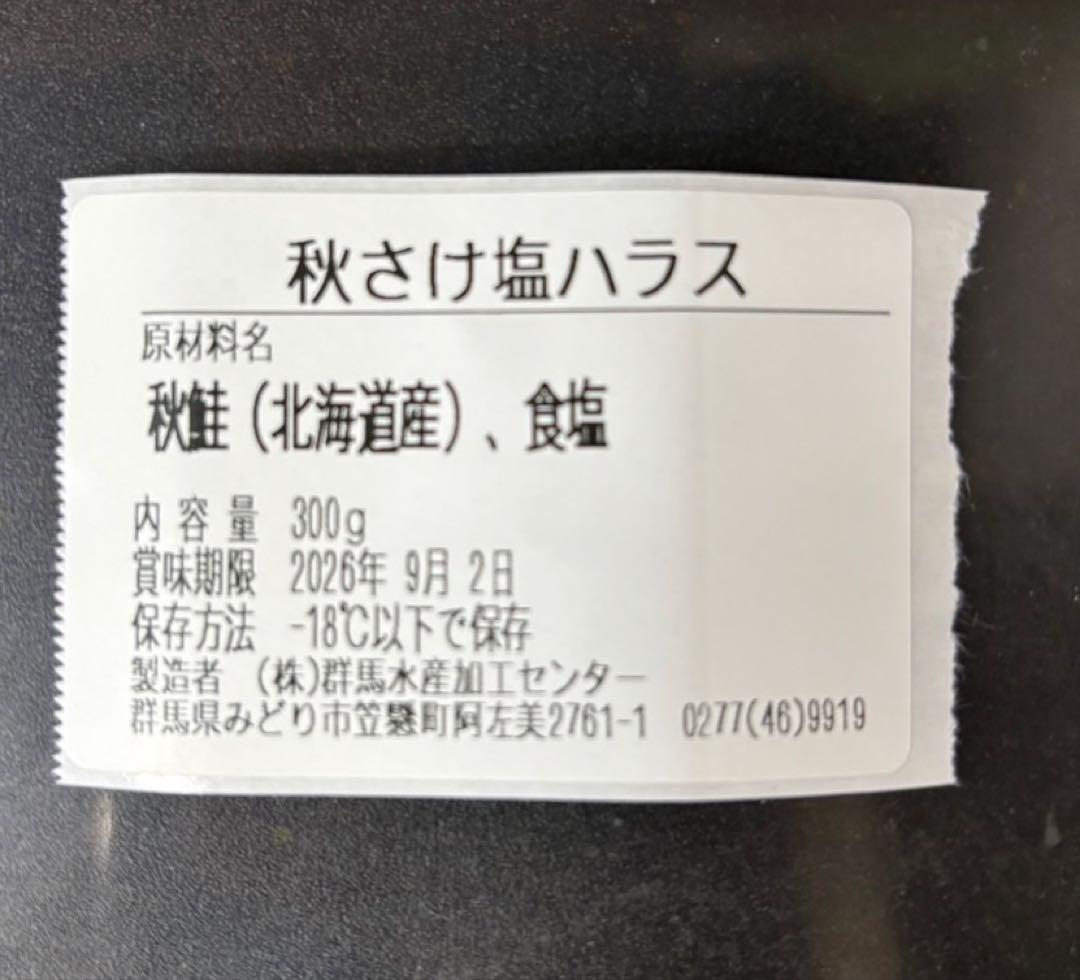 秋さけ塩ハラス
原材料名
秋鮭（北海道産）、食塩
内容量 300g
賞味期限 2026年 9月 2日
保存方法 -18℃以下で保存
製造者 （株)群馬水産加工センター
群馬県みどり市笠懸町阿左美2761-1 0277(46)9919